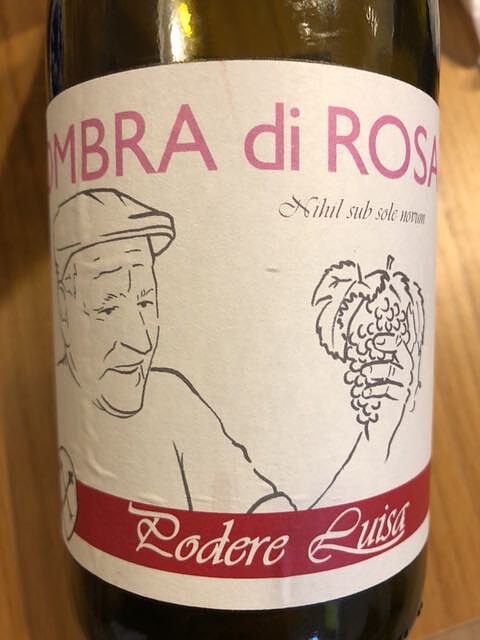 OMBRA di ROSA
Nihil sub sole novum
Podere Luisa